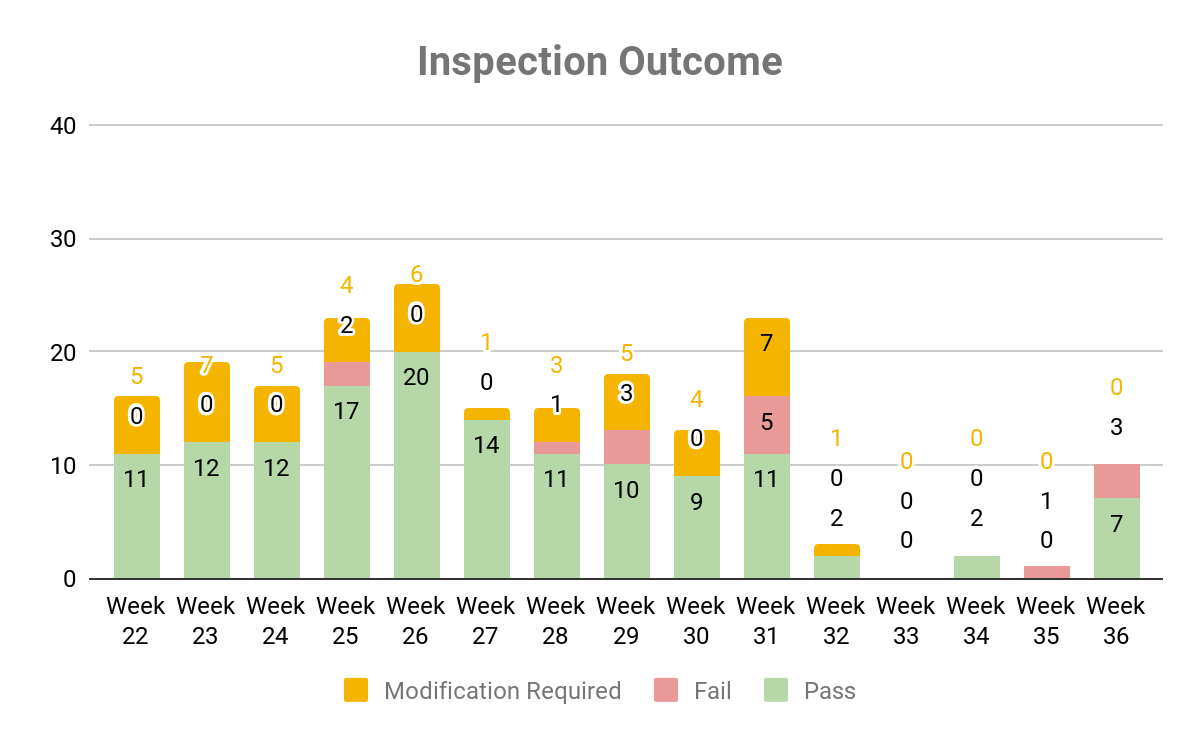 Inspection Outcome
40
30
20
10
0
5
0
11
7
0
12
5
0
12
4
2
17
6
0
20
1
0
14
3
1
11
5
3
10
4
0
9
7
5
11
1
0
2
0
0
0
0
0
2
0
1
0
0
3
7
Week 22
Week 23
Week 24
Week 25
Week 26
Week 27
Week 28
Week 29
Week 30
Week 31
Week 32
Week 33
Week 34
Week 35
Week 36
Modification Required
Fail
Pass